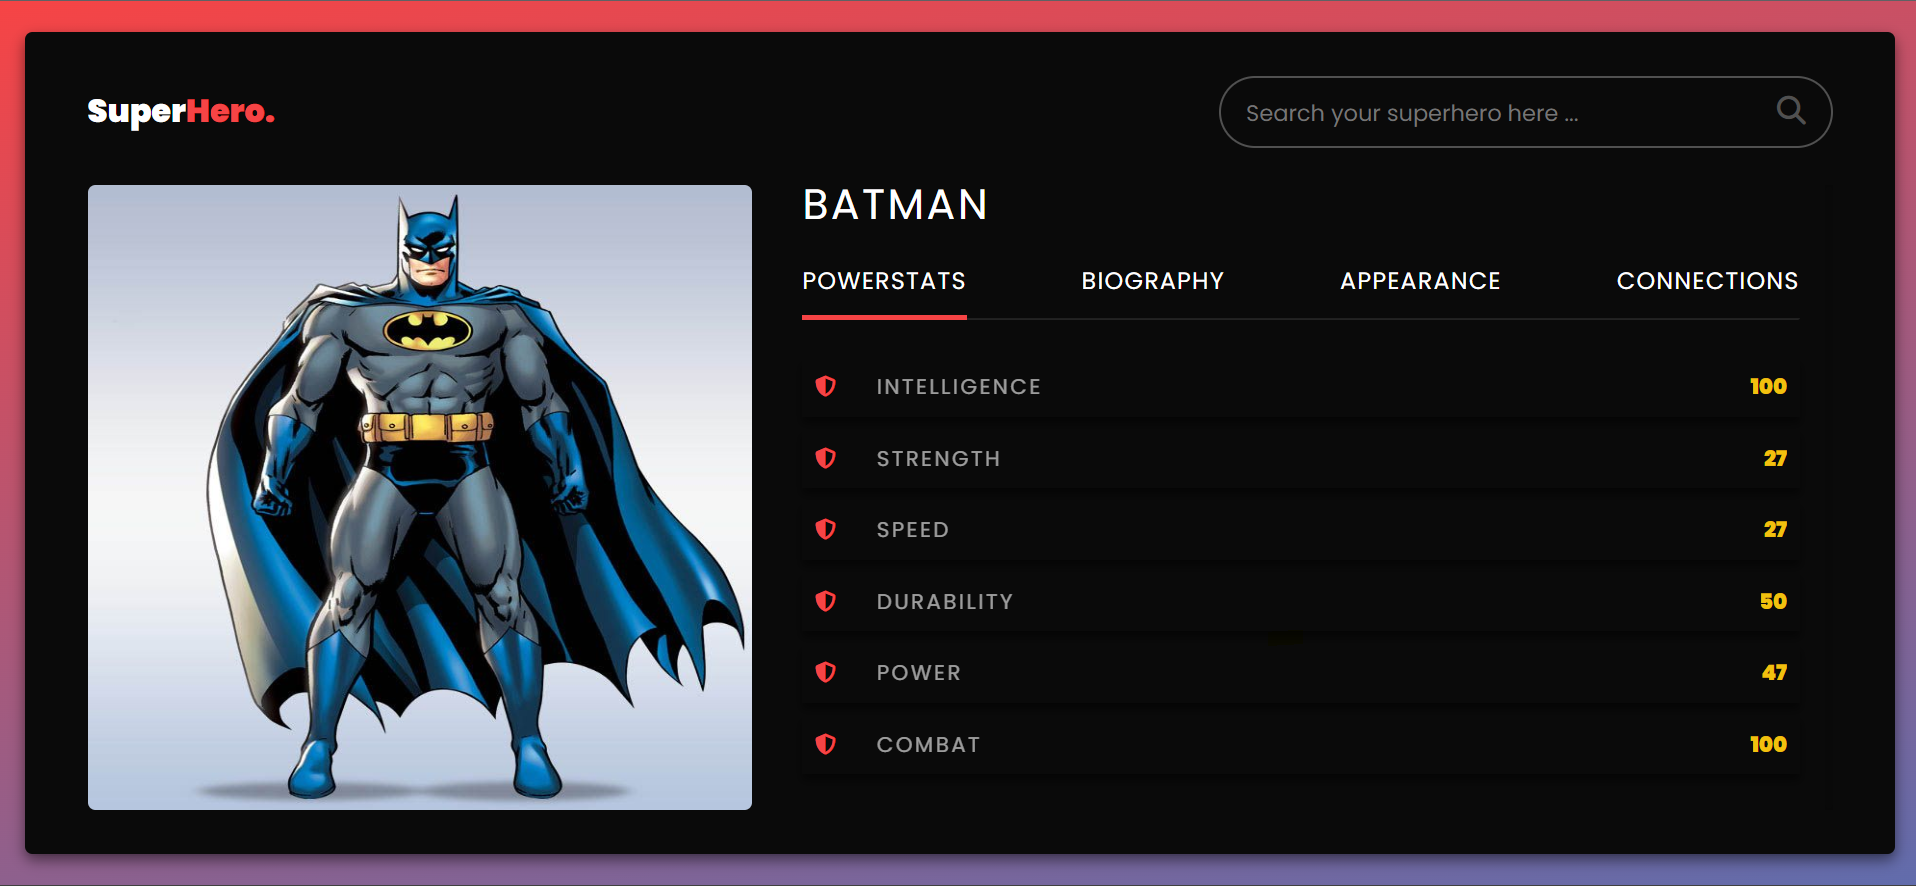 SuperHero.
Search your superhero here ...
BATMAN
POWERSTATS BIOGRAPHY APPEARANCE CONNECTIONS
INTELLIGENCE 100
STRENGTH 27
SPEED 27
DURABILITY 50
POWER 47
COMBAT 100